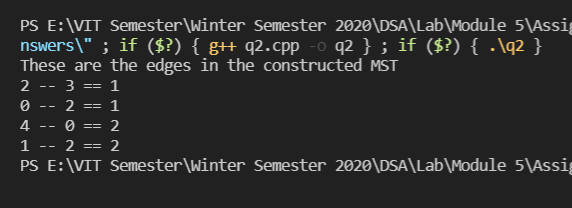 PS E:\VIT Semester\Winter Semester 2020\DSA\Lab\Module 5\Assig
nswers\" ; if ($?) { g++ q2.cpp -o q2 } ; if ($?) { .\q2 }
These are the edges in the constructed MST
2 -- 3 == 1
0 -- 2 == 1
4 -- 0 == 2
1 -- 2 == 2
PS E:\VIT Semester\Winter Semester 2020\DSA\Lab\Module 5\Assig